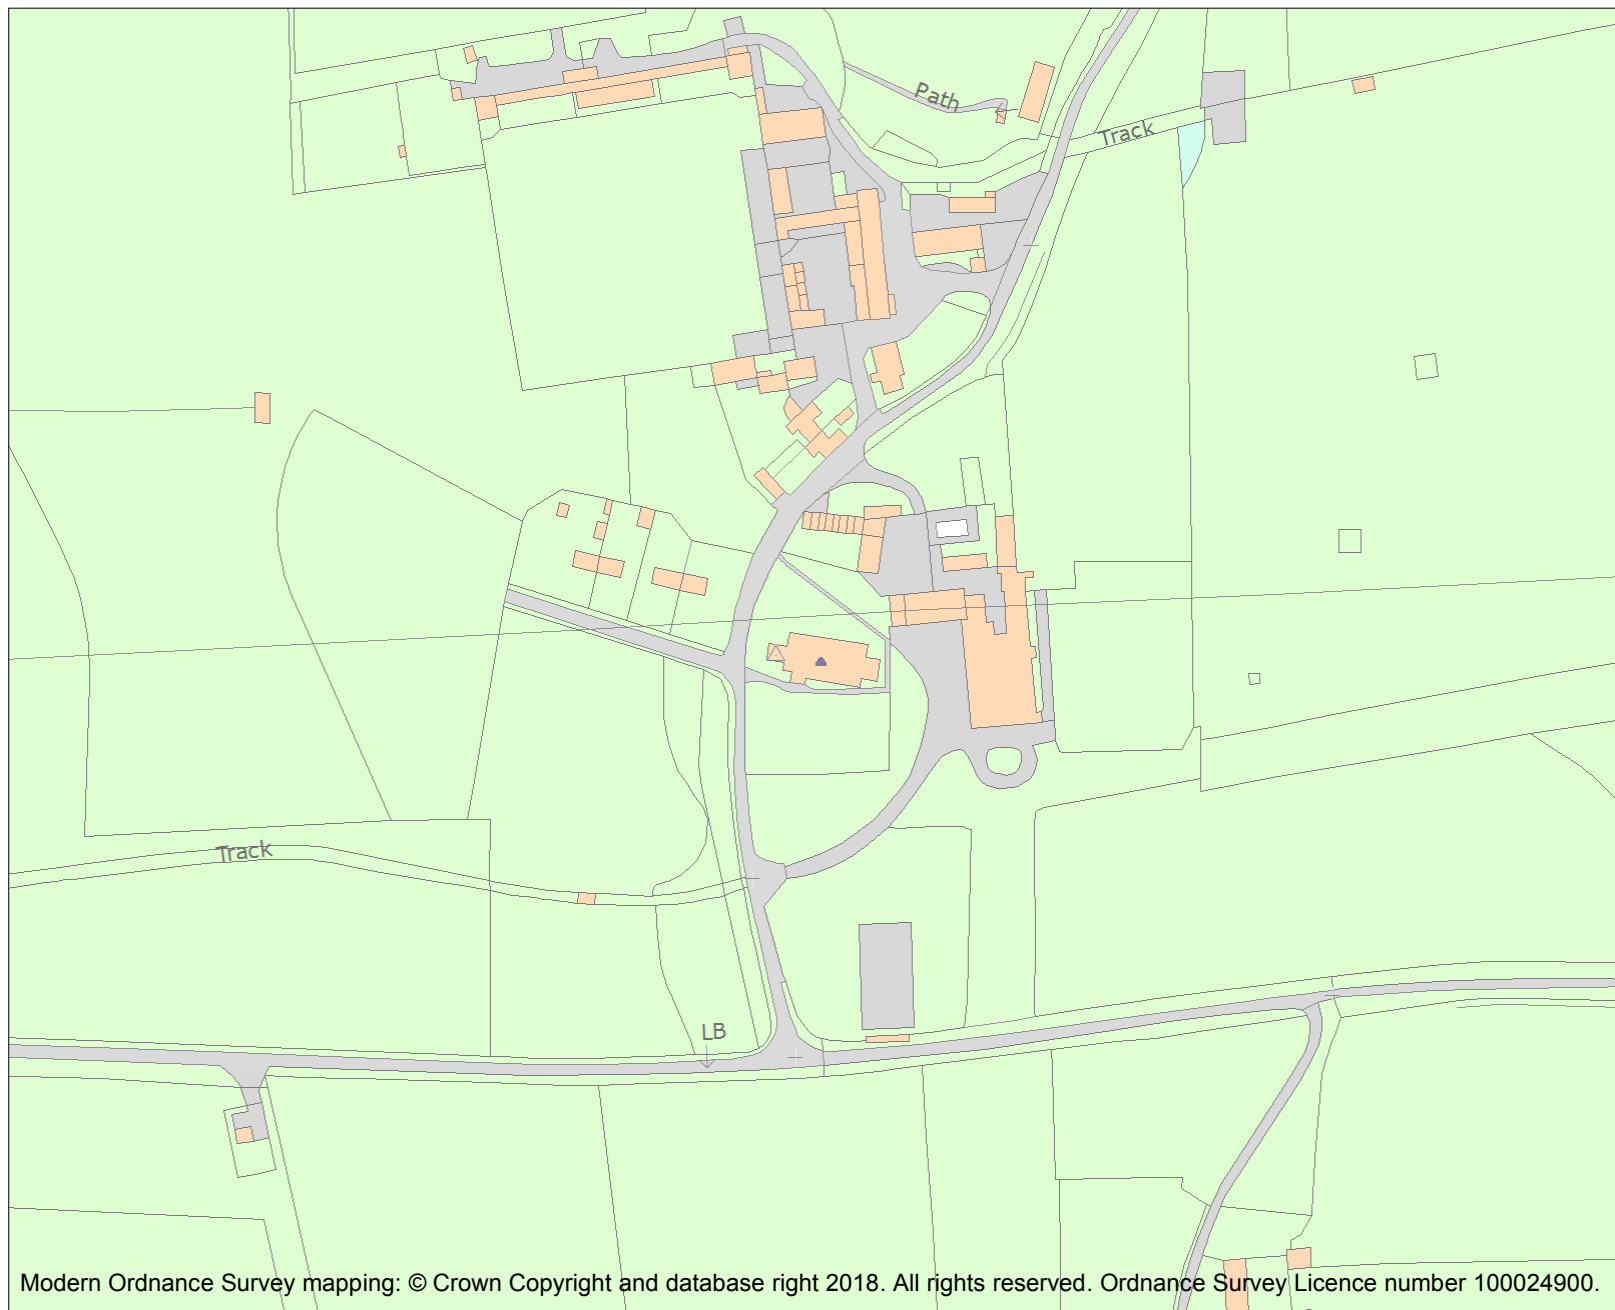 Path
Track
Track
LB
Modern Ordnance Survey mapping: © Crown Copyright and database right 2018. All rights reserved. Ordnance Survey Licence number 100024900.